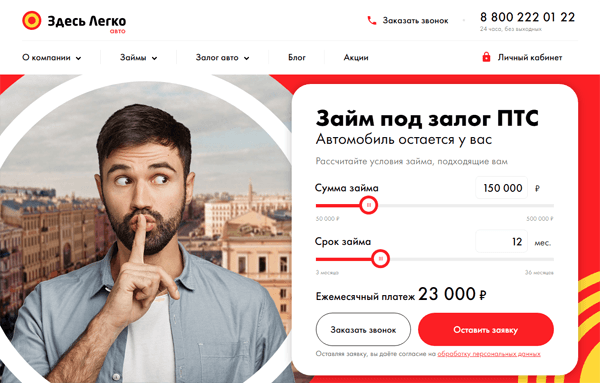 Здесь Легко
авто
Заказать звонок
8 800 222 01 22
24 часа, без выходных
О компании
Займы
Залог авто
Блог
Акции
Личный кабинет
Займ под залог ПТС
Автомобиль остается у вас
Рассчитайте условия займа, подходящие вам
Сумма займа 150 000 ₽
50 000 ₽ 500 000 ₽
Срок займа 12 мес.
3 месяца 36 месяцев
Ежемесячный платеж 23 000 ₽
Заказать звонок Оставить заявку
Оставляя заявку, вы даёте согласие на обработку персональных данных